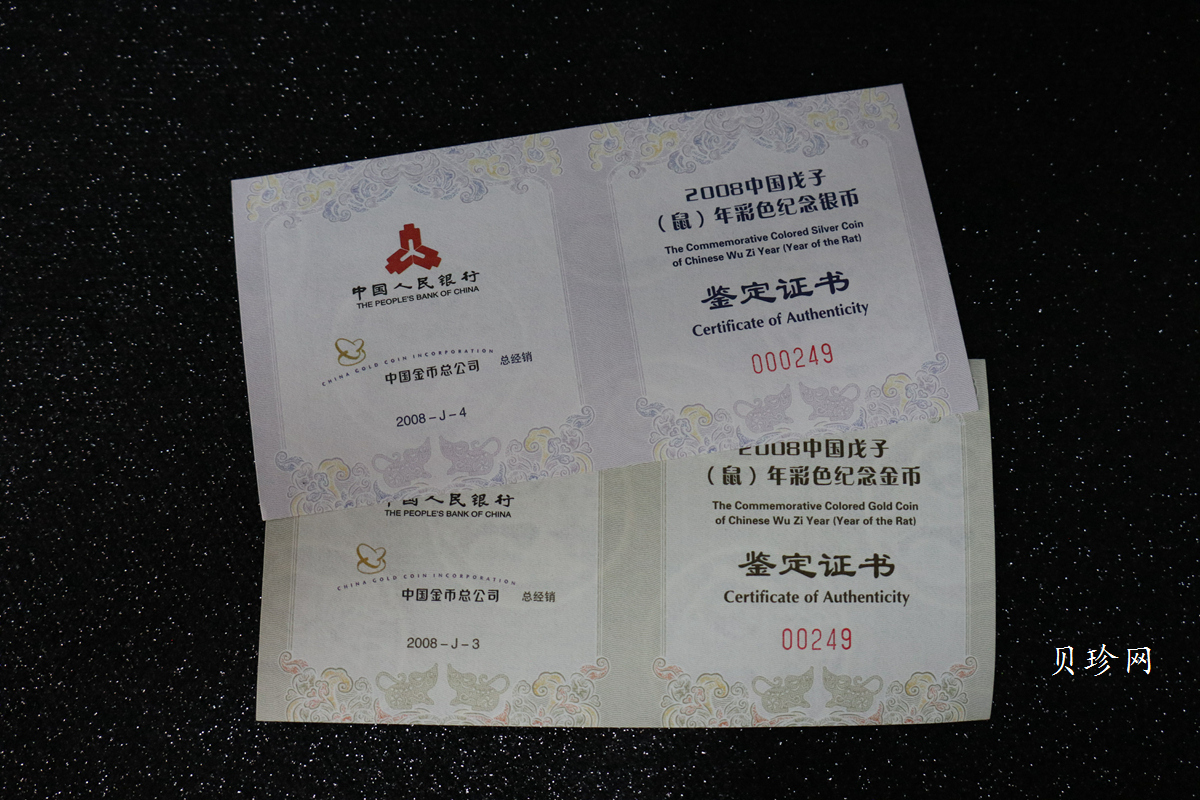 中国人民银行
THE PEOPLE'S BANK OF CHINA
CHINA GOLD COIN INCORPORATION
中国金币总公司 总经销
2008-J-4
2008中国戊子
（鼠）年彩色纪念银币
The Commemorative Colored Silver Coin
of Chinese Wu Zi Year (Year of the Rat)
鉴定证书
Certificate of Authenticity
000249
中国人民银行
THE PEOPLE'S BANK OF CHINA
CHINA GOLD COIN INCORPORATION
中国金币总公司 总经销
2008-J-3
2008中国戊子
（鼠）年彩色纪念金币
The Commemorative Colored Gold Coin
of Chinese Wu Zi Year (Year of the Rat)
鉴定证书
Certificate of Authenticity
00249
贝珍网